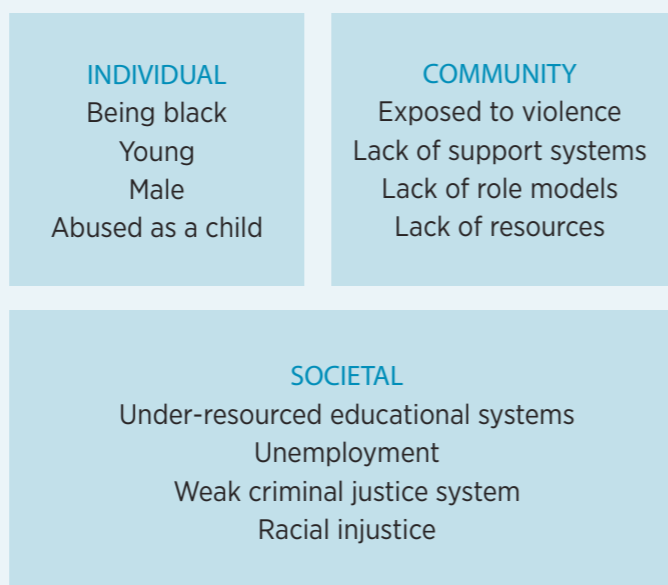 INDIVIDUAL
Being black
Young
Male
Abused as a child
COMMUNITY
Exposed to violence
Lack of support systems
Lack of role models
Lack of resources
SOCIETAL
Under-resourced educational systems
Unemployment
Weak criminal justice system
Racial injustice